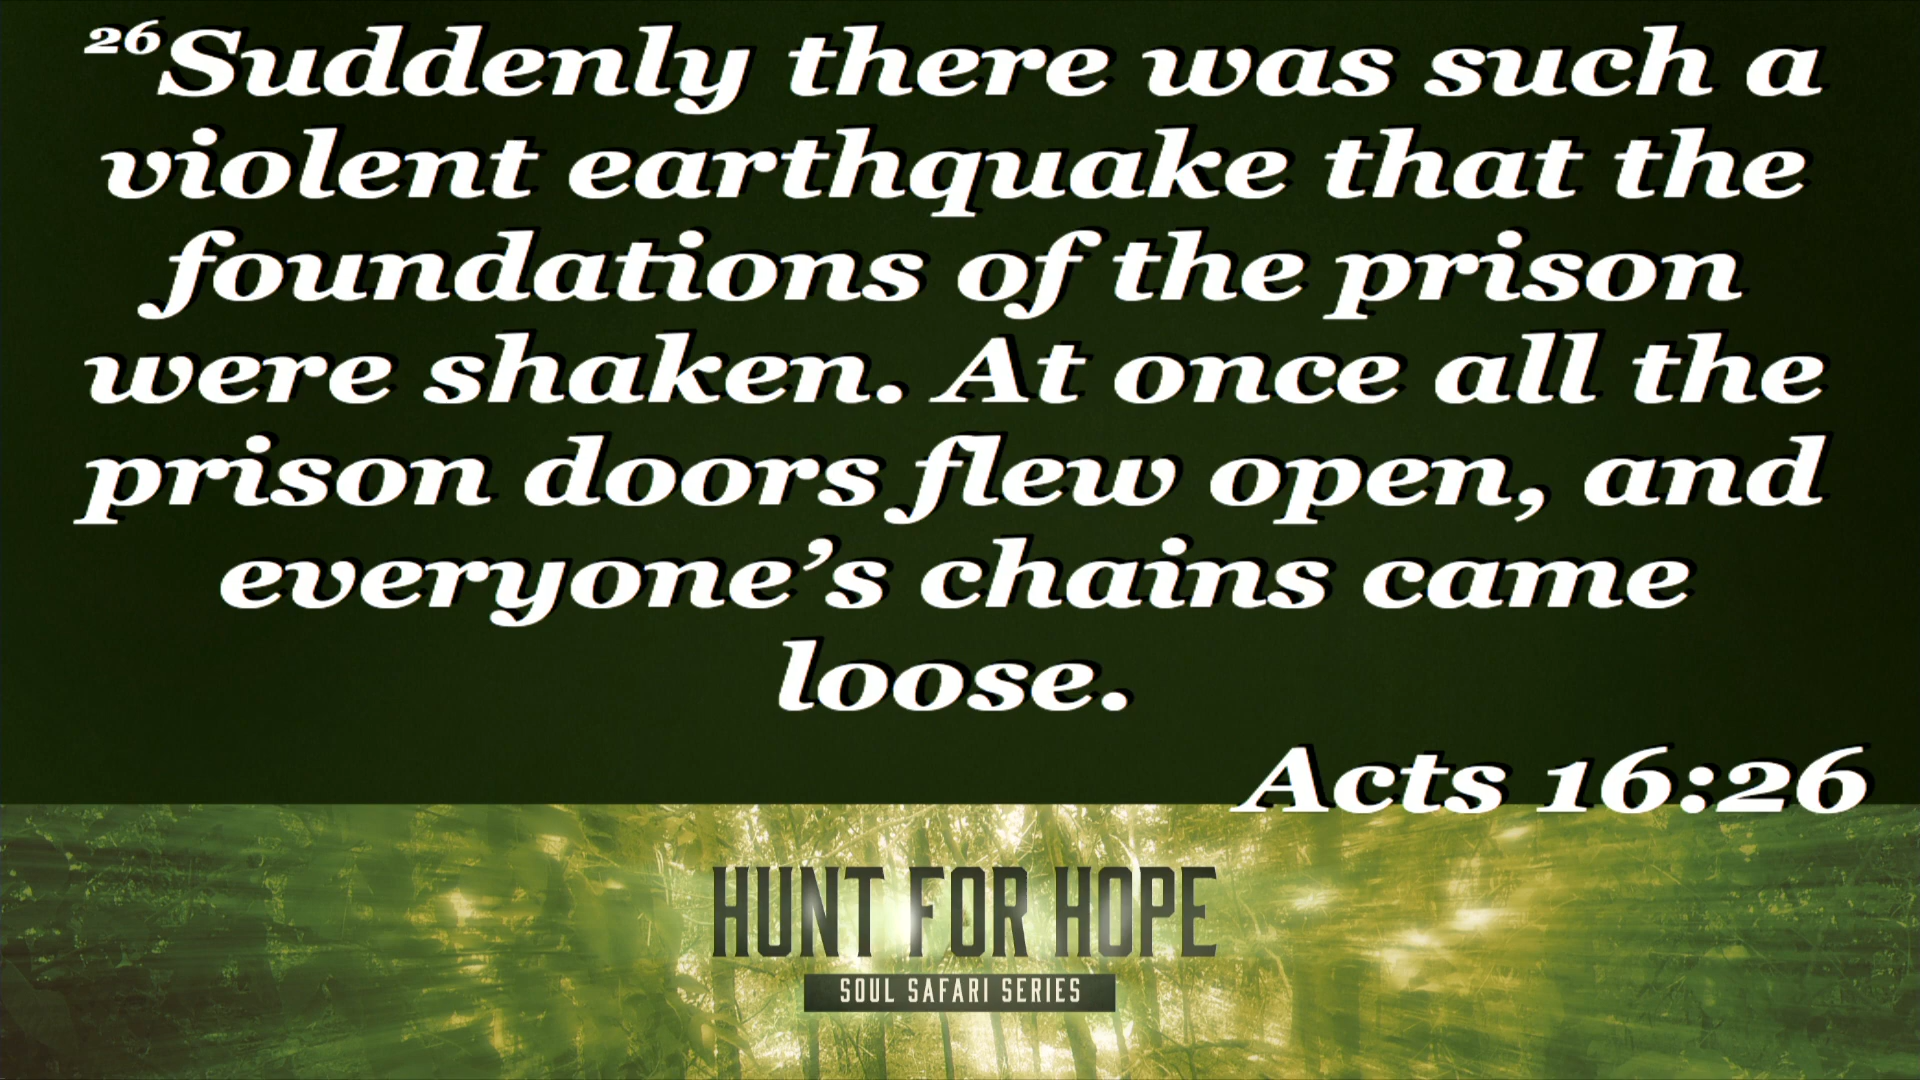 ²⁶Suddenly there was such a
violent earthquake that the
foundations of the prison
were shaken. At once all the
prison doors flew open, and
everyone’s chains came
loose.
Acts 16:26
HUNT FOR HOPE
SOUL SAFARI SERIES